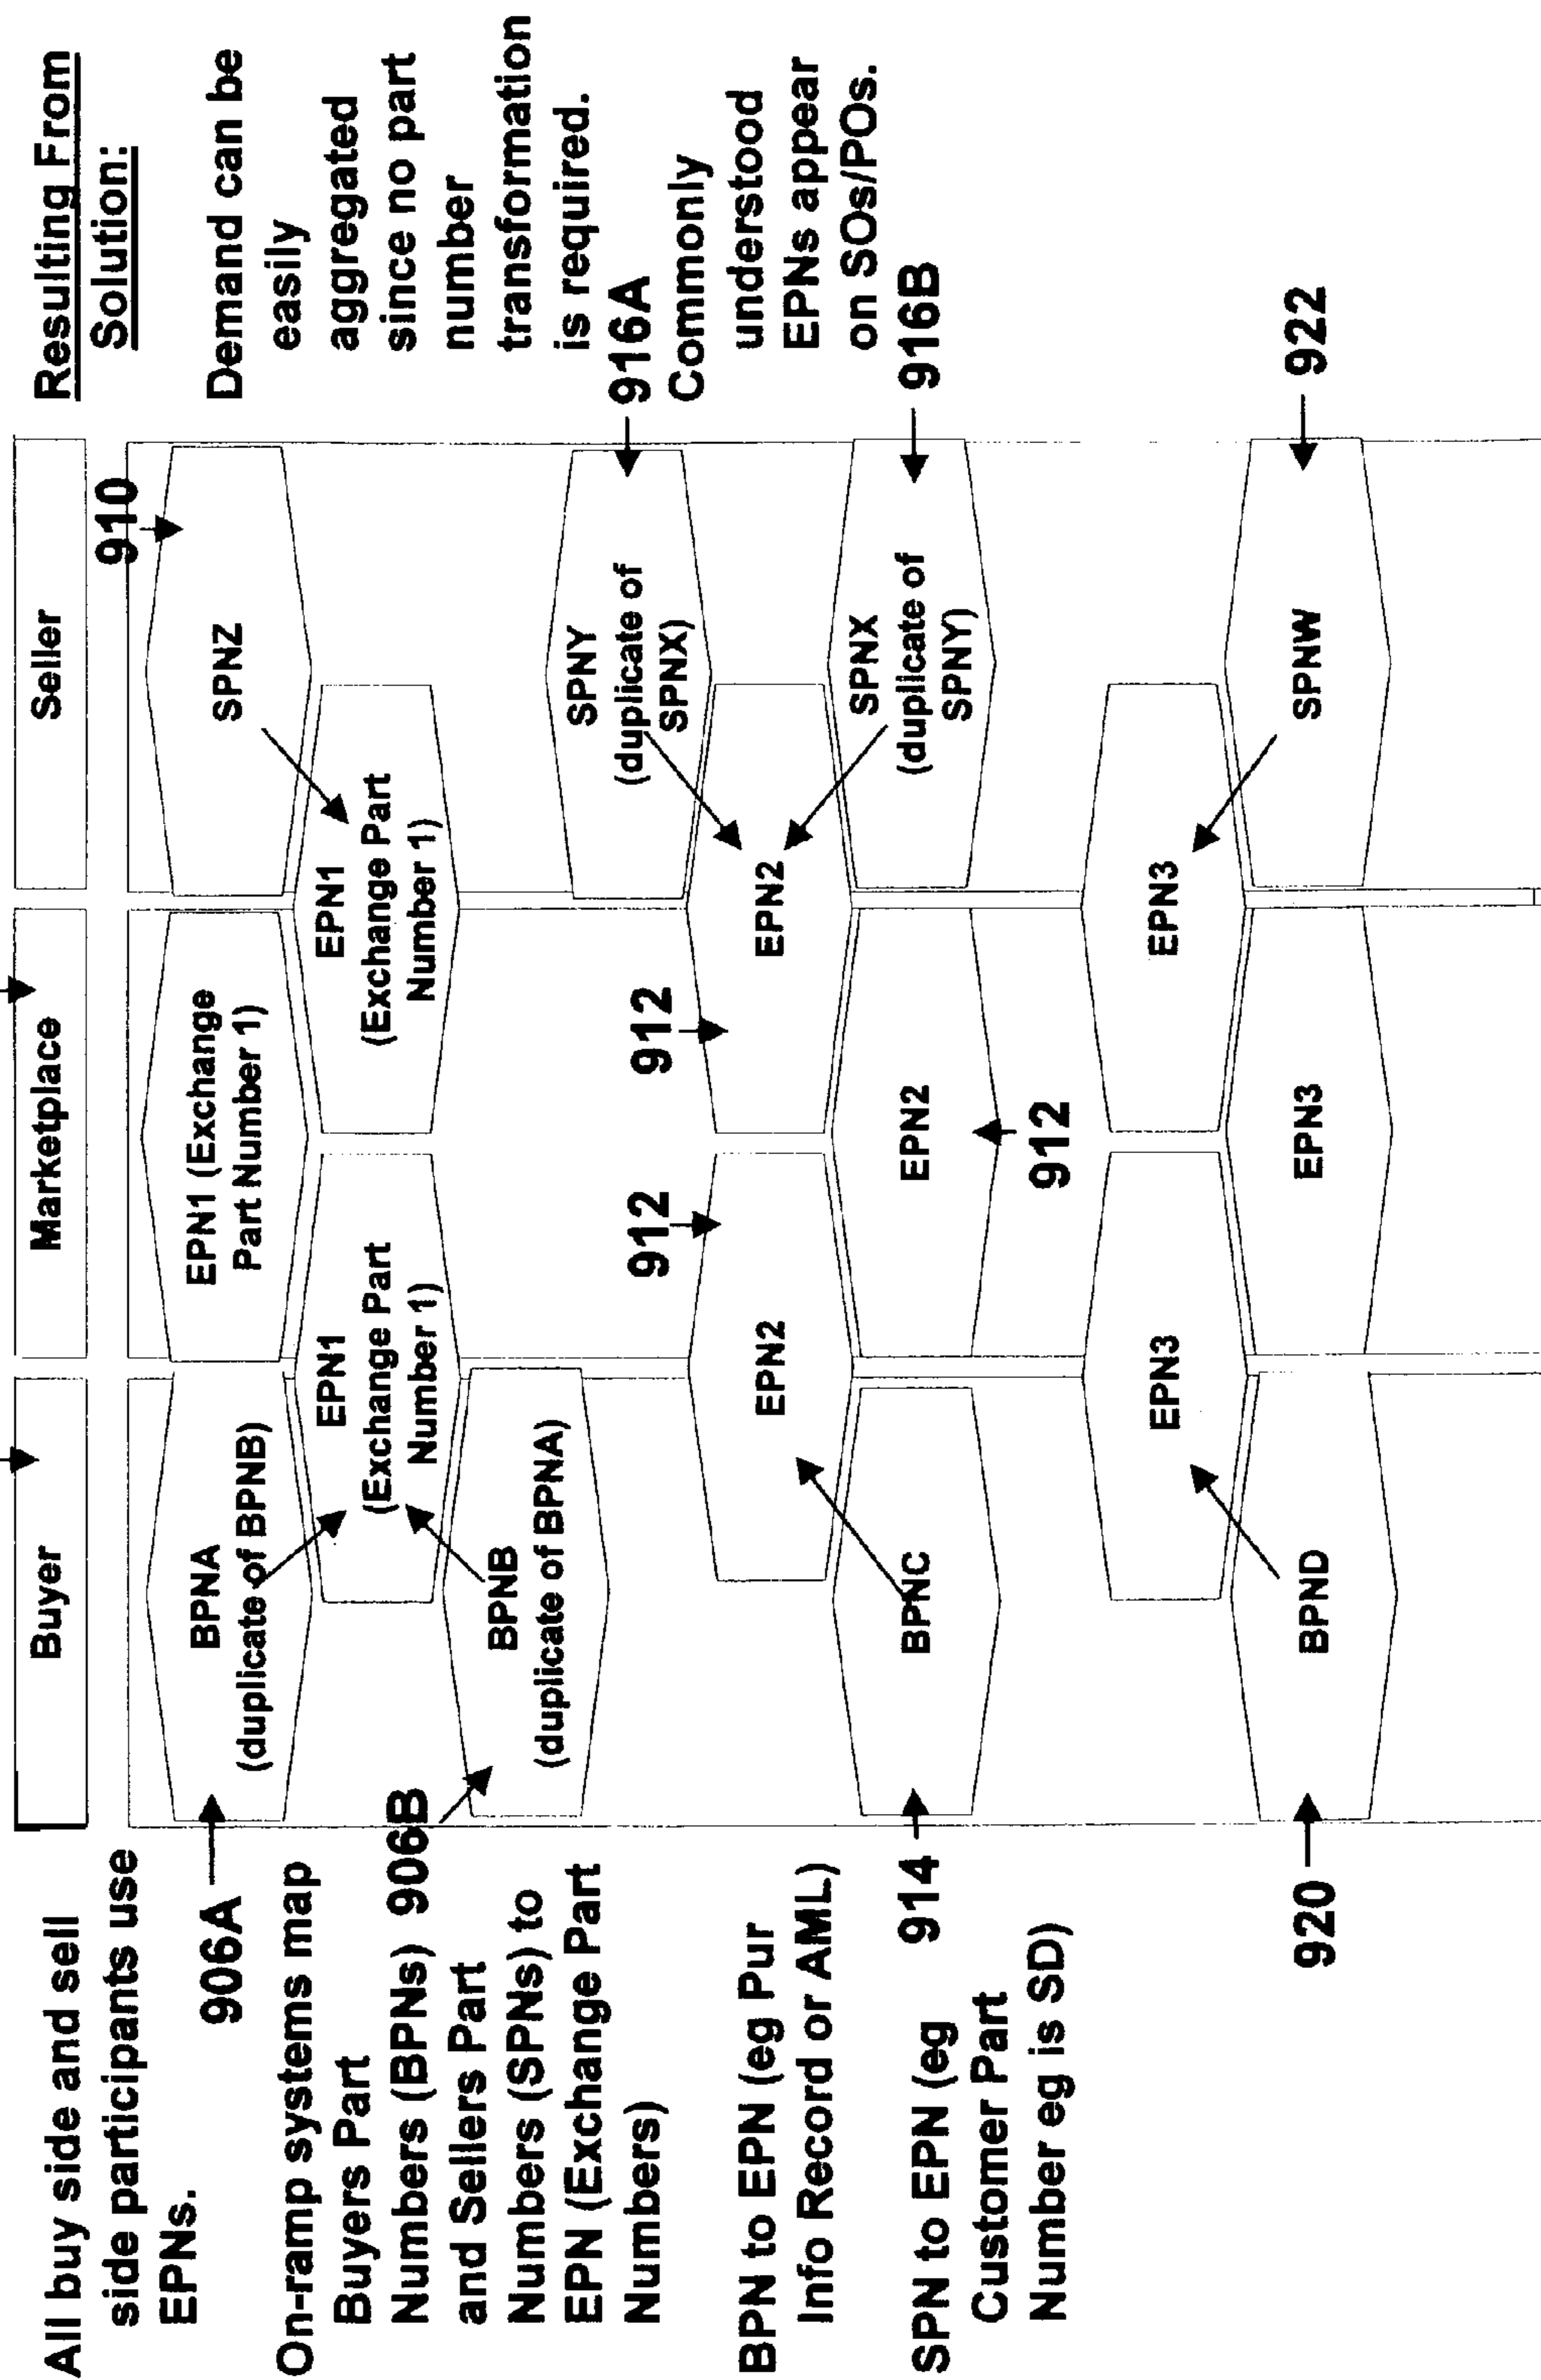 All buy side and sell
side participants use
EPNs.
906A
On-ramp systems map
Buyers Part
Numbers (BPNs)
906B
and Sellers Part
Numbers (SPNs) to
EPN (Exchange Part
Numbers)
BPN to EPN (eg Pur
Info Record or AML)
914
SPN to EPN (eg
Customer Part
Number eg is SD)
920
Buyer
BPNA
(duplicate of BPNB)
EPN1
(Exchange Part
Number 1)
BPNB
(duplicate of BPNA)
912
EPN2
BPNC
EPN3
BPND
Marketplace
EPN1 (Exchange
Part Number 1)
EPN1
(Exchange Part
Number 1)
912
EPN2
EPN2
912
EPN3
EPN3
Seller
910
SPNZ
SPNY
(duplicate of
SPNX)
SPNX
(duplicate of
SPNY)
SPNW
Resulting From
Solution:
Demand can be
easily
aggregated
since no part
number
transformation
is required.
916A
Commonly
understood
EPNs appear
on SOs/POs.
916B
922